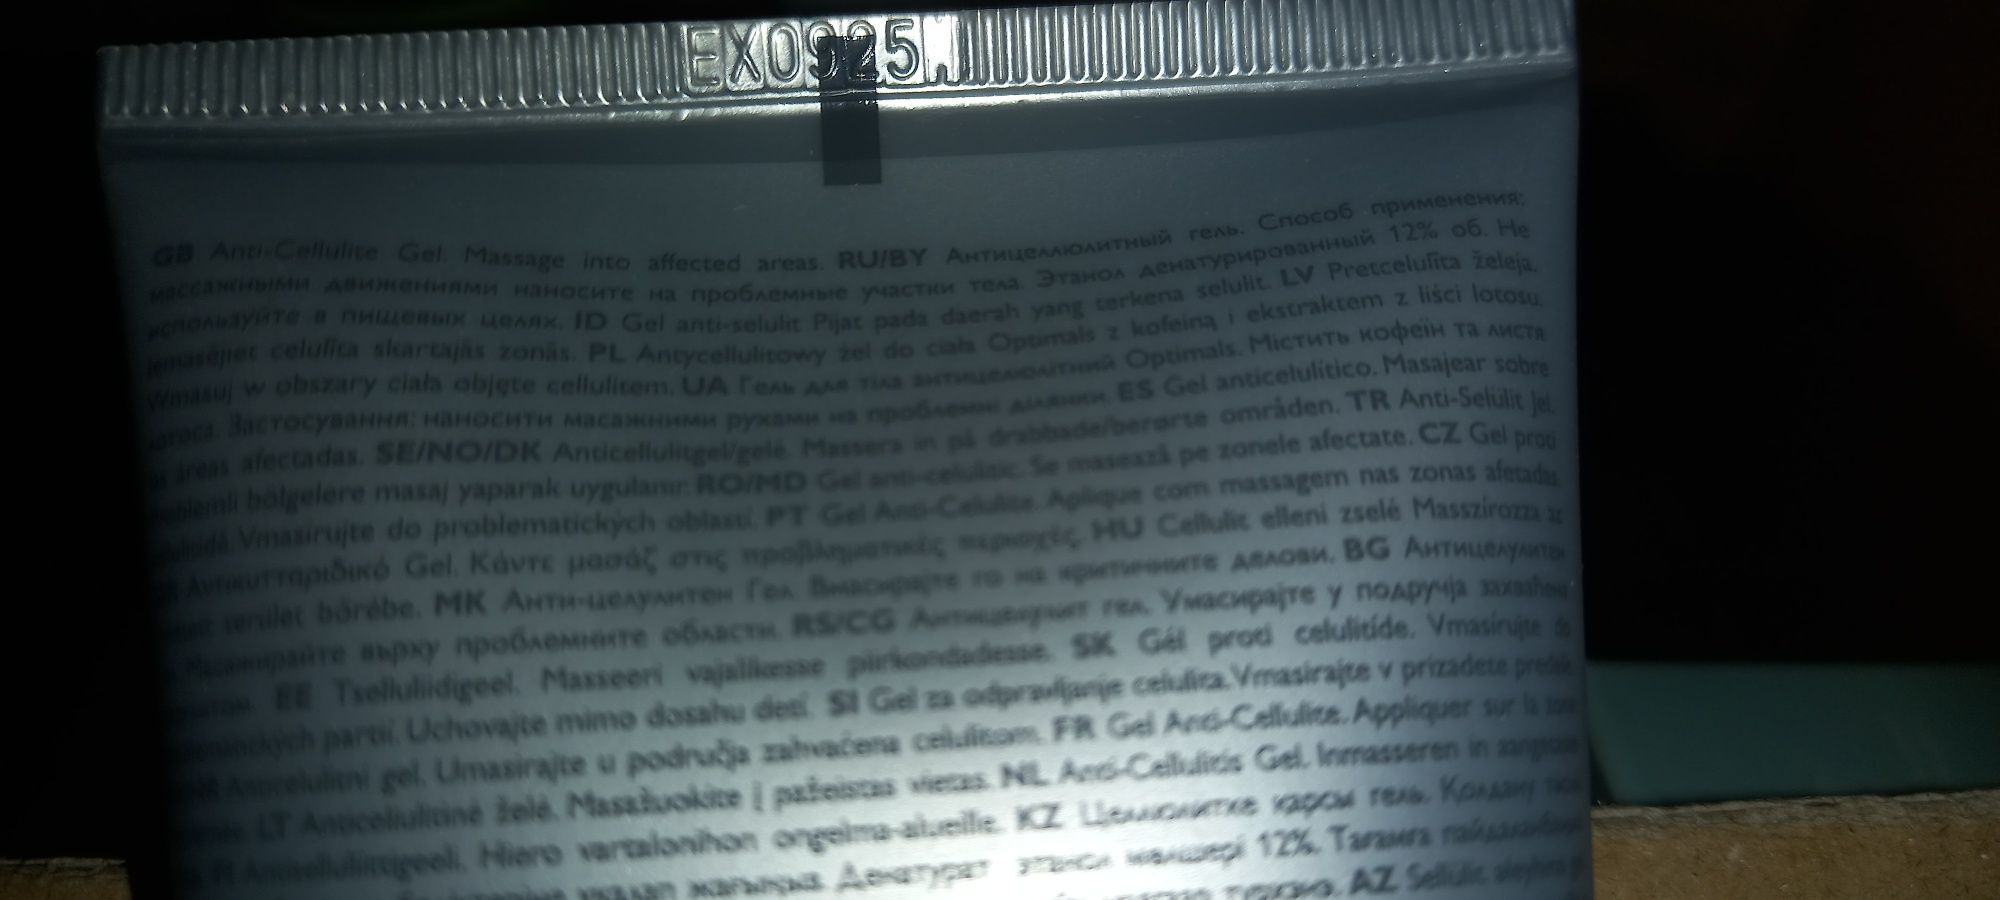 EX0925
GB Anti-Cellulite Gel. Massage into affected areas. RU/BY Антицеллюлитный гель. Способ применения:
массажными движениями наносите на проблемные участки тела. Этанол денатурированный 12% об. Не
используйте в пищевых целях. ID Gel anti-selulit Pijat pada daerah yang terkena selulit. LV Pretcelulīta želeja.
Iemasējiet celulīta skartajās zonās. PL Antycellulitowy żel do ciała Optimals z kofeiną i ekstraktem z liści lotosu.
Wmasuj w obszary ciała objęte cellulitem. UA Гель для тіла антицелюлітний Optimals. Містить кофеїн та листя
лотоса. Застосування: наносити масажними рухами на проблемні ділянки. ES Gel anticelulítico. Masajear sobre
áreas afectadas. SE/NO/DK Anticellulitgel/gelé. Massera in på drabbade/berørte områden. TR Anti-Selülit Jel.
bölgelere masaj yaparak uygulanır. RO/MD Gel anti-celulitic. Se masează pe zonele afectate. CZ Gel proti
Vmasírujte do problematických oblastí. PT Gel Anti-Celulite. Aplique com massagem nas zonas afetadas.
Αντικυτταριδικό Gel. Κάντε μασάζ στις προβληματικές περιοχές. HU Cellulit elleni zselé Masszírozza az
terület bőrébe. MK Анти-целулитен Гел. Вмасирајте го на критичните делови. BG Антицелулитен
Масажирайте върху проблемните области. RS/CG Антицелулит гел. Умасирајте у подручја захваћена
EE Tselluliidigeel. Masseeri vajalikesse piirkondadesse. SK Gél proti celulitíde. Vmasírujte do
partií. Uchovajte mimo dosahu detí. SI Gel za odpravljanje celulita. Vmasirajte v prizadete predele.
Anticelulitni gel. Umasirajte u područja zahvaćena celulitom. FR Gel Anti-Cellulite. Appliquer sur la zone
LT Anticeliulitinė želė. Masažuokite į pažeistas vietas. NL Anti-Cellulitis Gel. Inmasseren in
FI Antiselluliittigeeli. Hiero vartalonihon ongelma-alueille. KZ Целлюлитке қарсы гель. Қолдану
жағыңыз. Денатурат этанол мөлшері 12%. Тағамға
AZ Sellülit